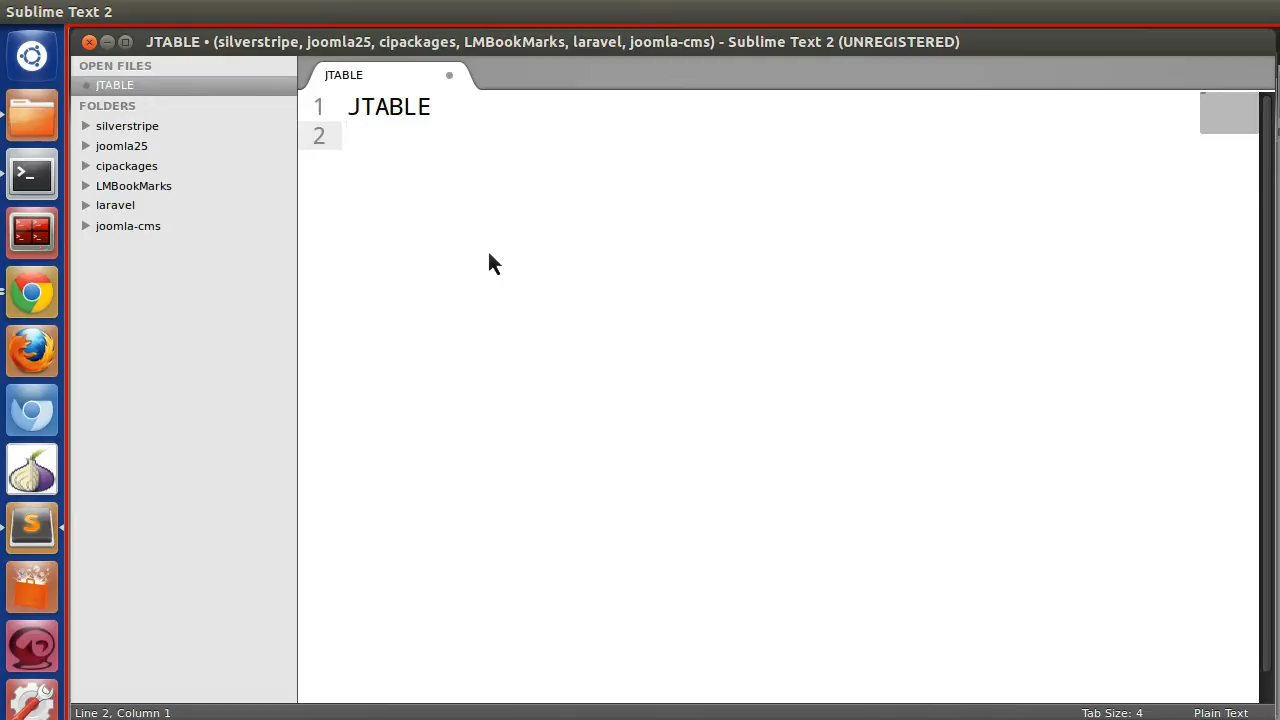 Sublime Text 2
JTABLE • (silverstripe, joomla25, cipackages, LMBookMarks, laravel, joomla-cms) - Sublime Text 2 (UNREGISTERED)
OPEN FILES
JTABLE
FOLDERS
silverstripe
joomla25
cipackages
LMBookMarks
laravel
joomla-cms
JTABLE
1 JTABLE
2
Line 2, Column 1
Tab Size: 4
Plain Text